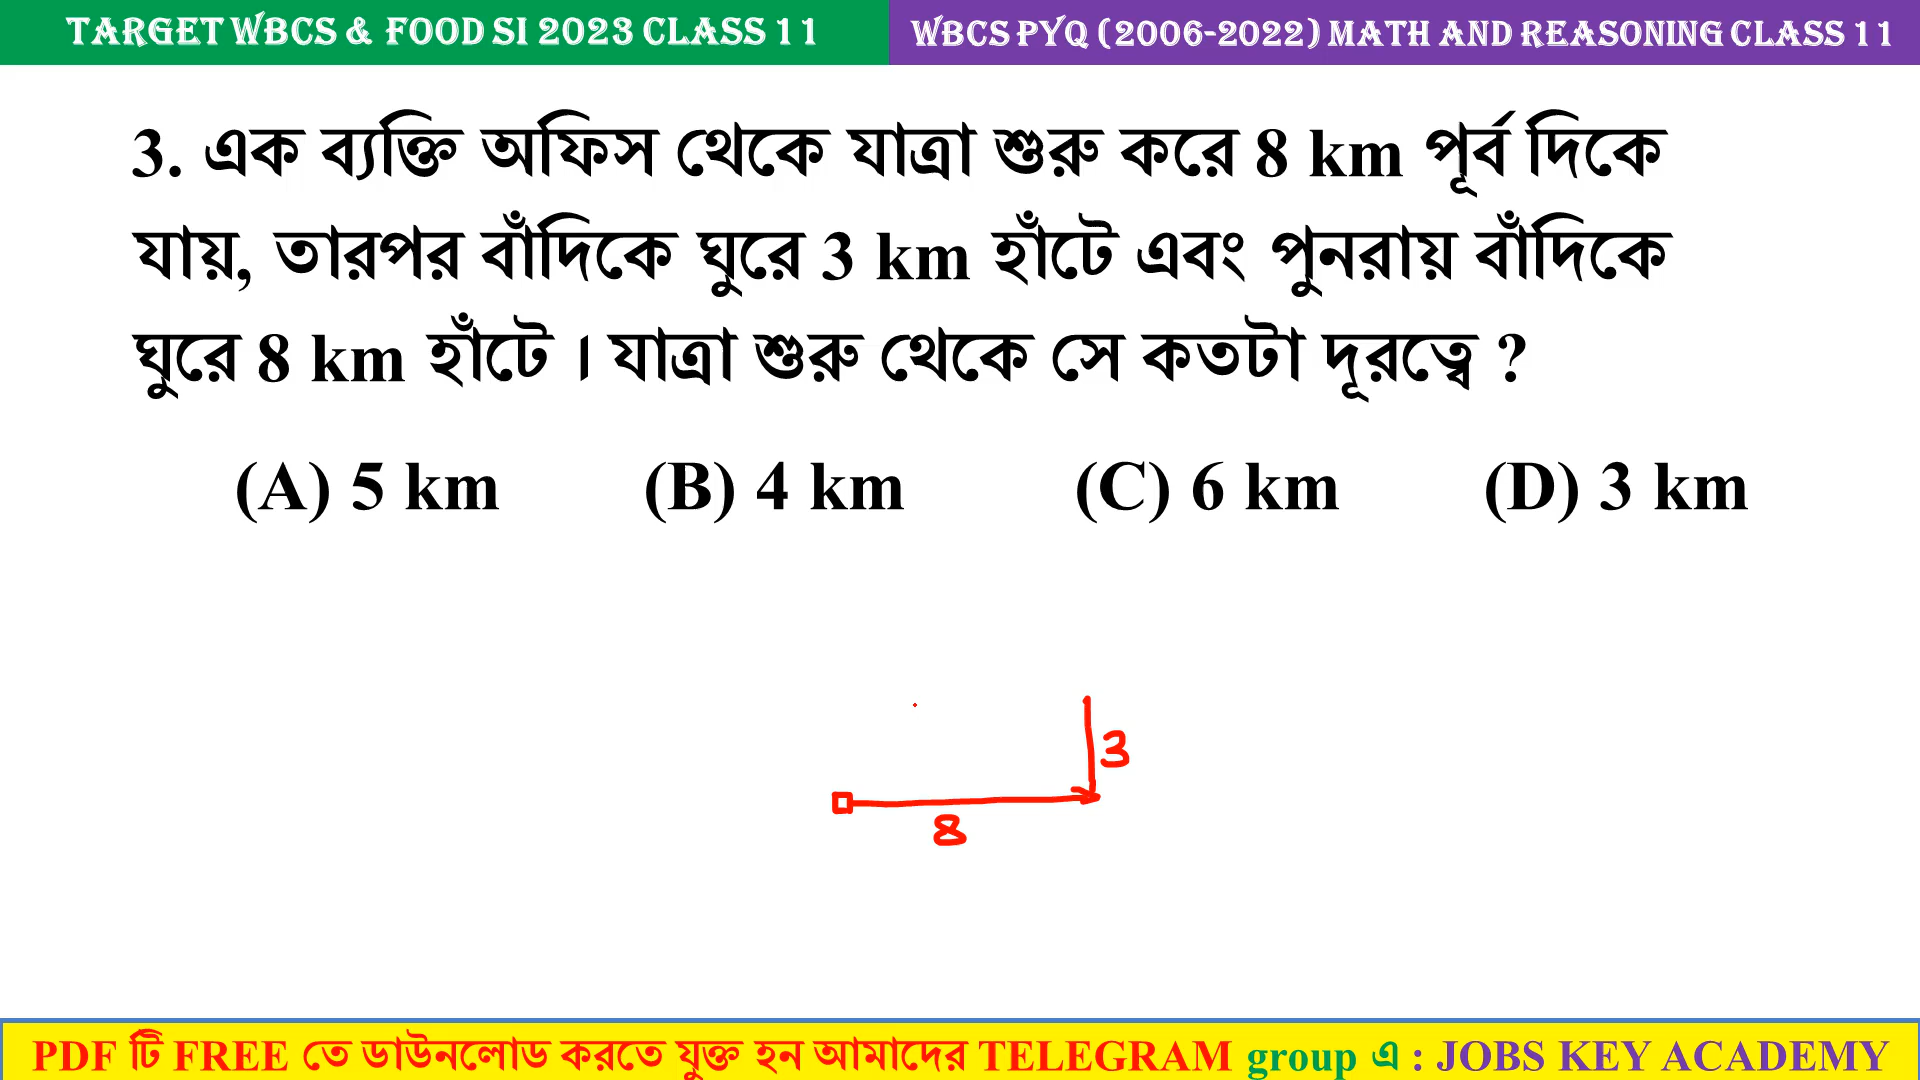 TARGET WBCS & FOOD SI 2023 CLASS 11
WBCS PYQ (2006-2022) MATH AND REASONING CLASS 11
3. এক ব্যক্তি অফিস থেকে যাত্রা শুরু করে 8 km পূর্ব দিকে
যায়, তারপর বাঁদিকে ঘুরে 3 km হাঁটে এবং পুনরায় বাঁদিকে
ঘুরে 8 km হাঁটে । যাত্রা শুরু থেকে সে কতটা দূরত্বে ?
(A) 5 km (B) 4 km (C) 6 km (D) 3 km
3
8
PDF টি FREE তে ডাউনলোড করতে যুক্ত হন আমাদের TELEGRAM group এ : JOBS KEY ACADEMY